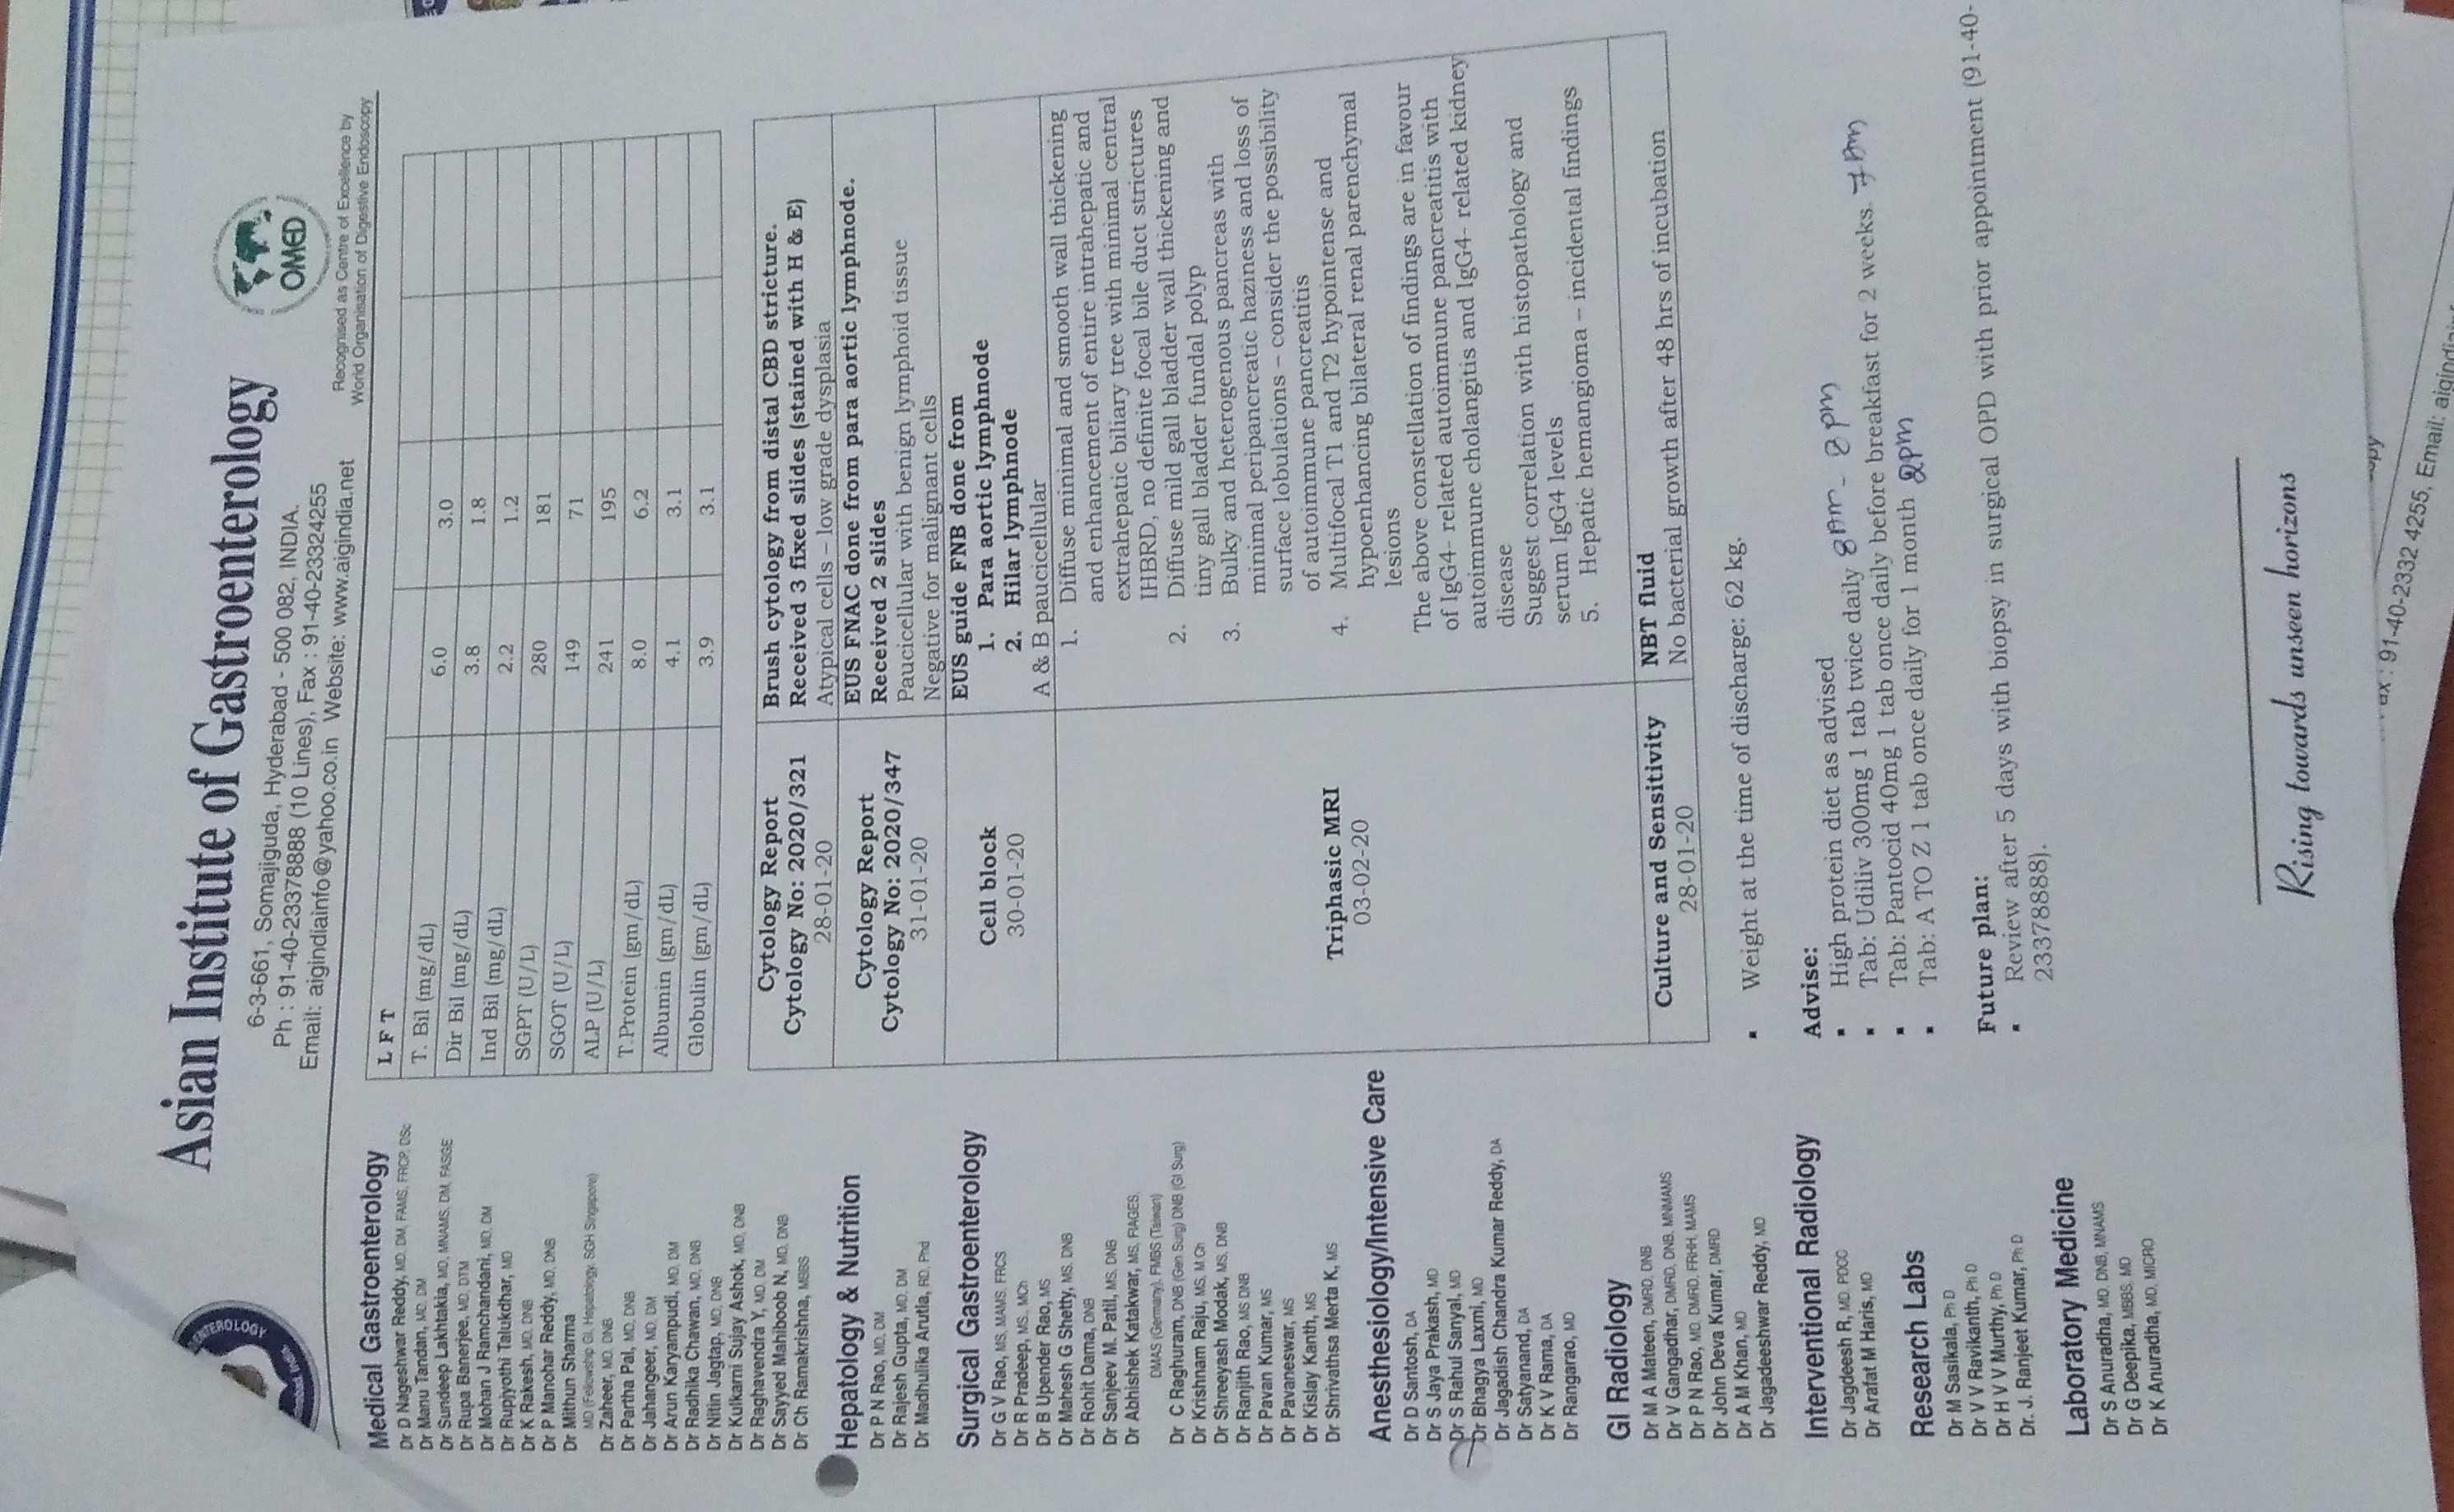 Asian Institute of Gastroenterology
6-3-661, Somajiguda, Hyderabad - 500 082, INDIA.
Ph : 91-40-23378888 (10 Lines), Fax : 91-40-23324255
Email: aigindiainfo@yahoo.co.in Website: www.aigindia.net
OMED
Recognised as Centre of Excellence by
World Organisation of Digestive Endoscopy
TEROLOGY
Medical Gastroenterology
Dr D Nageshwar Reddy, MD, DM, FAMS, FRCP, DSc
Dr Manu Tandan, MD, DM
Dr Sundeep Lakhtakia, MD, MNAMS, DM, FASGE
Dr Rupa Banerjee, MD, DTM
Dr Mohan J Ramchandani, MD, DM
Dr Rupjyothi Talukdhar, MD
Dr K Rakesh, MD, DNB
Dr P Manohar Reddy, MD, DNB
Dr Mithun Sharma
MD (Fellowship GI, Hepatology, SGH Singapore)
Dr Zaheer, MD, DNB
Dr Partha Pal, MD, DNB
Dr Jahangeer, MD, DM
Dr Arun Karyampudi, MD, DM
Dr Radhika Chawan, MD, DNB
Dr Nitin Jagtap, MD, DNB
Dr Kulkarni Sujay Ashok, MD, DNB
Dr Raghavendra Y, MD, DM
Dr Sayyed Mahiboob N, MD, DNB
Dr Ch Ramakrishna, MBBS
Hepatology & Nutrition
Dr P N Rao, MD, DM
Dr Rajesh Gupta, MD, DM
Dr Madhulika Arutla, RD, Phd
Surgical Gastroenterology
Dr G V Rao, MS, MAMS, FRCS
Dr R Pradeep, MS, MCh
Dr B Upender Rao, MS
Dr Mahesh G Shetty, MS, DNB
Dr Rohit Dama, DNB
Dr Sanjeev M. Patil, MS, DNB
Dr Abhishek Katakwar, MS, FIAGES,
DMAS (Germany), FMBS (Taiwan)
Dr C Raghuram, DNB (Gen Surg) DNB (GI Surg)
Dr Krishnam Raju, MS, M.Ch
Dr Shreeyash Modak, MS, DNB
Dr Ranjith Rao, MS DNB
Dr Pavan Kumar, MS
Dr Pavaneswar, MS
Dr Kislay Kanth, MS
Dr Shrivathsa Merta K, MS
Anesthesiology/Intensive Care
Dr D Santosh, DA
Dr S Jaya Prakash, MD
Dr S Rahul Sanyal, MD
Dr Bhagya Laxmi, MD
Dr Jagadish Chandra Kumar Reddy, DA
Dr Satyanand, DA
Dr K V Rama, DA
Dr Rangarao, MD
GI Radiology
Dr M A Mateen, DMRD, DNB
Dr V Gangadhar, DMRD, DNB, MNMAMS
Dr P N Rao, MD, DMRD, FRHH, MAMS
Dr John Deva Kumar, DMRD
Dr A M Khan, MD
Dr Jagadeeshwar Reddy, MD
Interventional Radiology
Dr Jagdeesh R, MD, PDCC
Dr Arafat M Haris, MD
Research Labs
Dr M Sasikala, Ph D
Dr V V Ravikanth, Ph D
Dr H V V Murthy, Ph. D
Dr. J. Ranjeet Kumar, Ph D
Laboratory Medicine
Dr S Anuradha, MD, DNB, MNAMS
Dr G Deepika, MBBS, MD
Dr K Anuradha, MD, MICRO
L F T
T. Bil (mg/dL) 6.0 3.0
Dir Bil (mg/dL) 3.8 1.8
Ind Bil (mg/dL) 2.2 1.2
SGPT (U/L) 280 181
SGOT (U/L) 149 71
ALP (U/L) 241 195
T.Protein (gm/dL) 8.0 6.2
Albumin (gm/dL) 4.1 3.1
Globulin (gm/dL) 3.9 3.1
Cytology Report
Cytology No: 2020/321
28-01-20
Brush cytology from distal CBD stricture.
Received 3 fixed slides (stained with H & E)
Atypical cells – low grade dysplasia
Cytology Report
Cytology No: 2020/347
31-01-20
EUS FNAC done from para aortic lymphnode.
Received 2 slides
Paucicellular with benign lymphoid tissue
Negative for malignant cells
Cell block
30-01-20
EUS guide FNB done from
1. Para aortic lymphnode
2. Hilar lymphnode
A & B paucicellular
Triphasic MRI
03-02-20
1. Diffuse minimal and smooth wall thickening
and enhancement of entire intrahepatic and
extrahepatic biliary tree with minimal central
IHBRD, no definite focal bile duct strictures
2. Diffuse mild gall bladder wall thickening and
tiny gall bladder fundal polyp
3. Bulky and heterogenous pancreas with
minimal peripancreatic haziness and loss of
surface lobulations – consider the possibility
of autoimmune pancreatitis
4. Multifocal T1 and T2 hypointense and
hypoenhancing bilateral renal parenchymal
lesions
The above constellation of findings are in favour
of IgG4- related autoimmune pancreatitis with
autoimmune cholangitis and IgG4- related kidney
disease
Suggest correlation with histopathology and
serum IgG4 levels
5. Hepatic hemangioma – incidental findings
Culture and Sensitivity
28-01-20
NBT fluid
No bacterial growth after 48 hrs of incubation
▪ Weight at the time of discharge: 62 kg.
Advise:
▪ High protein diet as advised
▪ Tab: Udiliv 300mg 1 tab twice daily 8 AM - 8 PM
▪ Tab: Pantocid 40mg 1 tab once daily before breakfast for 2 weeks. 7 AM
▪ Tab: A TO Z 1 tab once daily for 1 month 2 PM
Future plan:
▪ Review after 5 days with biopsy in surgical OPD with prior appointment (91-40-
23378888).
Rising towards unseen horizons
ax : 91-40-2332 4255, Email: aigindia